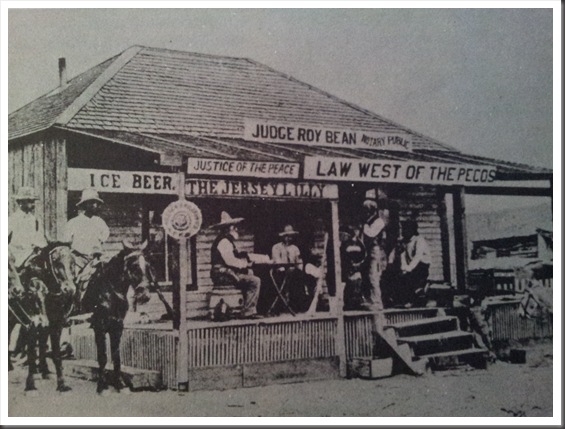 JUDGE ROY BEAN NOTARY PUBLIC
JUSTICE OF THE PEACE
LAW WEST OF THE PECOS
ICE BEER.
THE JERSEY LILLY